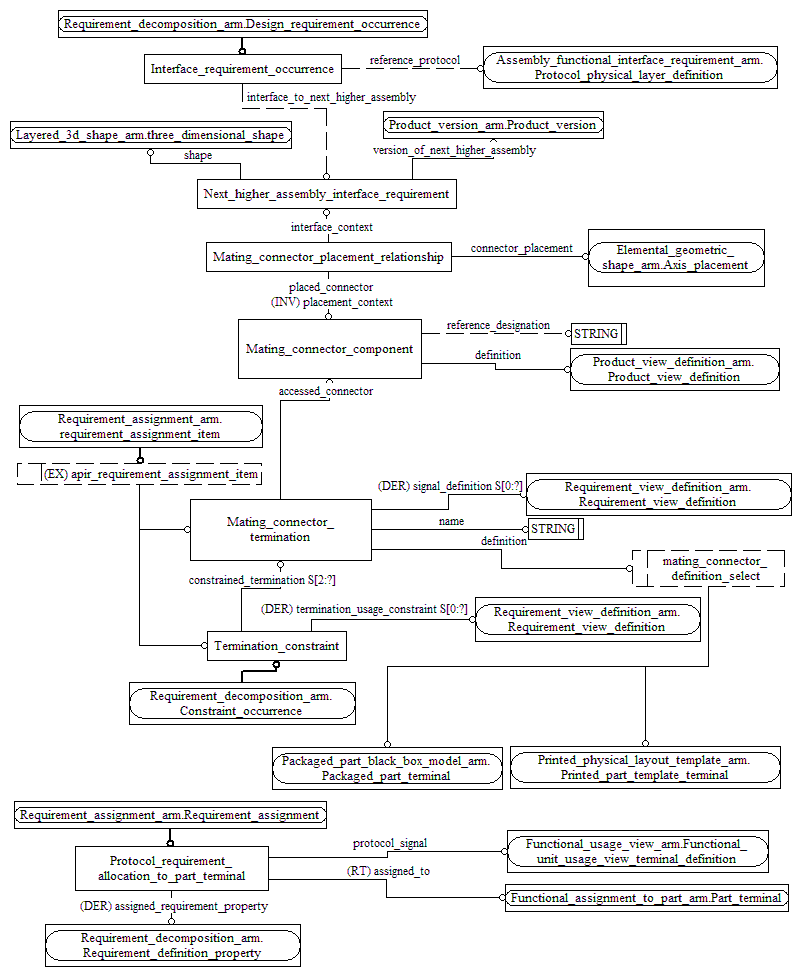 Requirement_decomposition_arm.Design_requirement_occurrence
Interface_requirement_occurrence
reference_protocol
Assembly_functional_interface_requirement_arm.
Protocol_physical_layer_definition
interface_to_next_higher_assembly
Layered_3d_shape_arm.three_dimensional_shape
Product_version_arm.Product_version
shape
version_of_next_higher_assembly
Next_higher_assembly_interface_requirement
interface_context
Mating_connector_placement_relationship
connector_placement
Elemental_geometric_
shape_arm.Axis_placement
placed_connector
(INV) placement_context
Mating_connector_component
reference_designation
STRING
definition
Product_view_definition_arm.
Product_view_definition
accessed_connector
Requirement_assignment_arm.
requirement_assignment_item
(EX) apir_requirement_assignment_item
Mating_connector_
termination
(DER) signal_definition S[0:?]
Requirement_view_definition_arm.
Requirement_view_definition
name
STRING
definition
mating_connector_
definition_select
constrained_termination S[2:?]
(DER) termination_usage_constraint S[0:?]
Requirement_view_definition_arm.
Requirement_view_definition
Termination_constraint
Requirement_decomposition_arm.
Constraint_occurrence
Packaged_part_black_box_model_arm.
Packaged_part_terminal
Printed_physical_layout_template_arm.
Printed_part_template_terminal
Requirement_assignment_arm.Requirement_assignment
Protocol_requirement_
allocation_to_part_terminal
protocol_signal
Functional_usage_view_arm.Functional_
unit_usage_view_terminal_definition
(RT) assigned_to
Functional_assignment_to_part_arm.Part_terminal
(DER) assigned_requirement_property
Requirement_decomposition_arm.
Requirement_definition_property